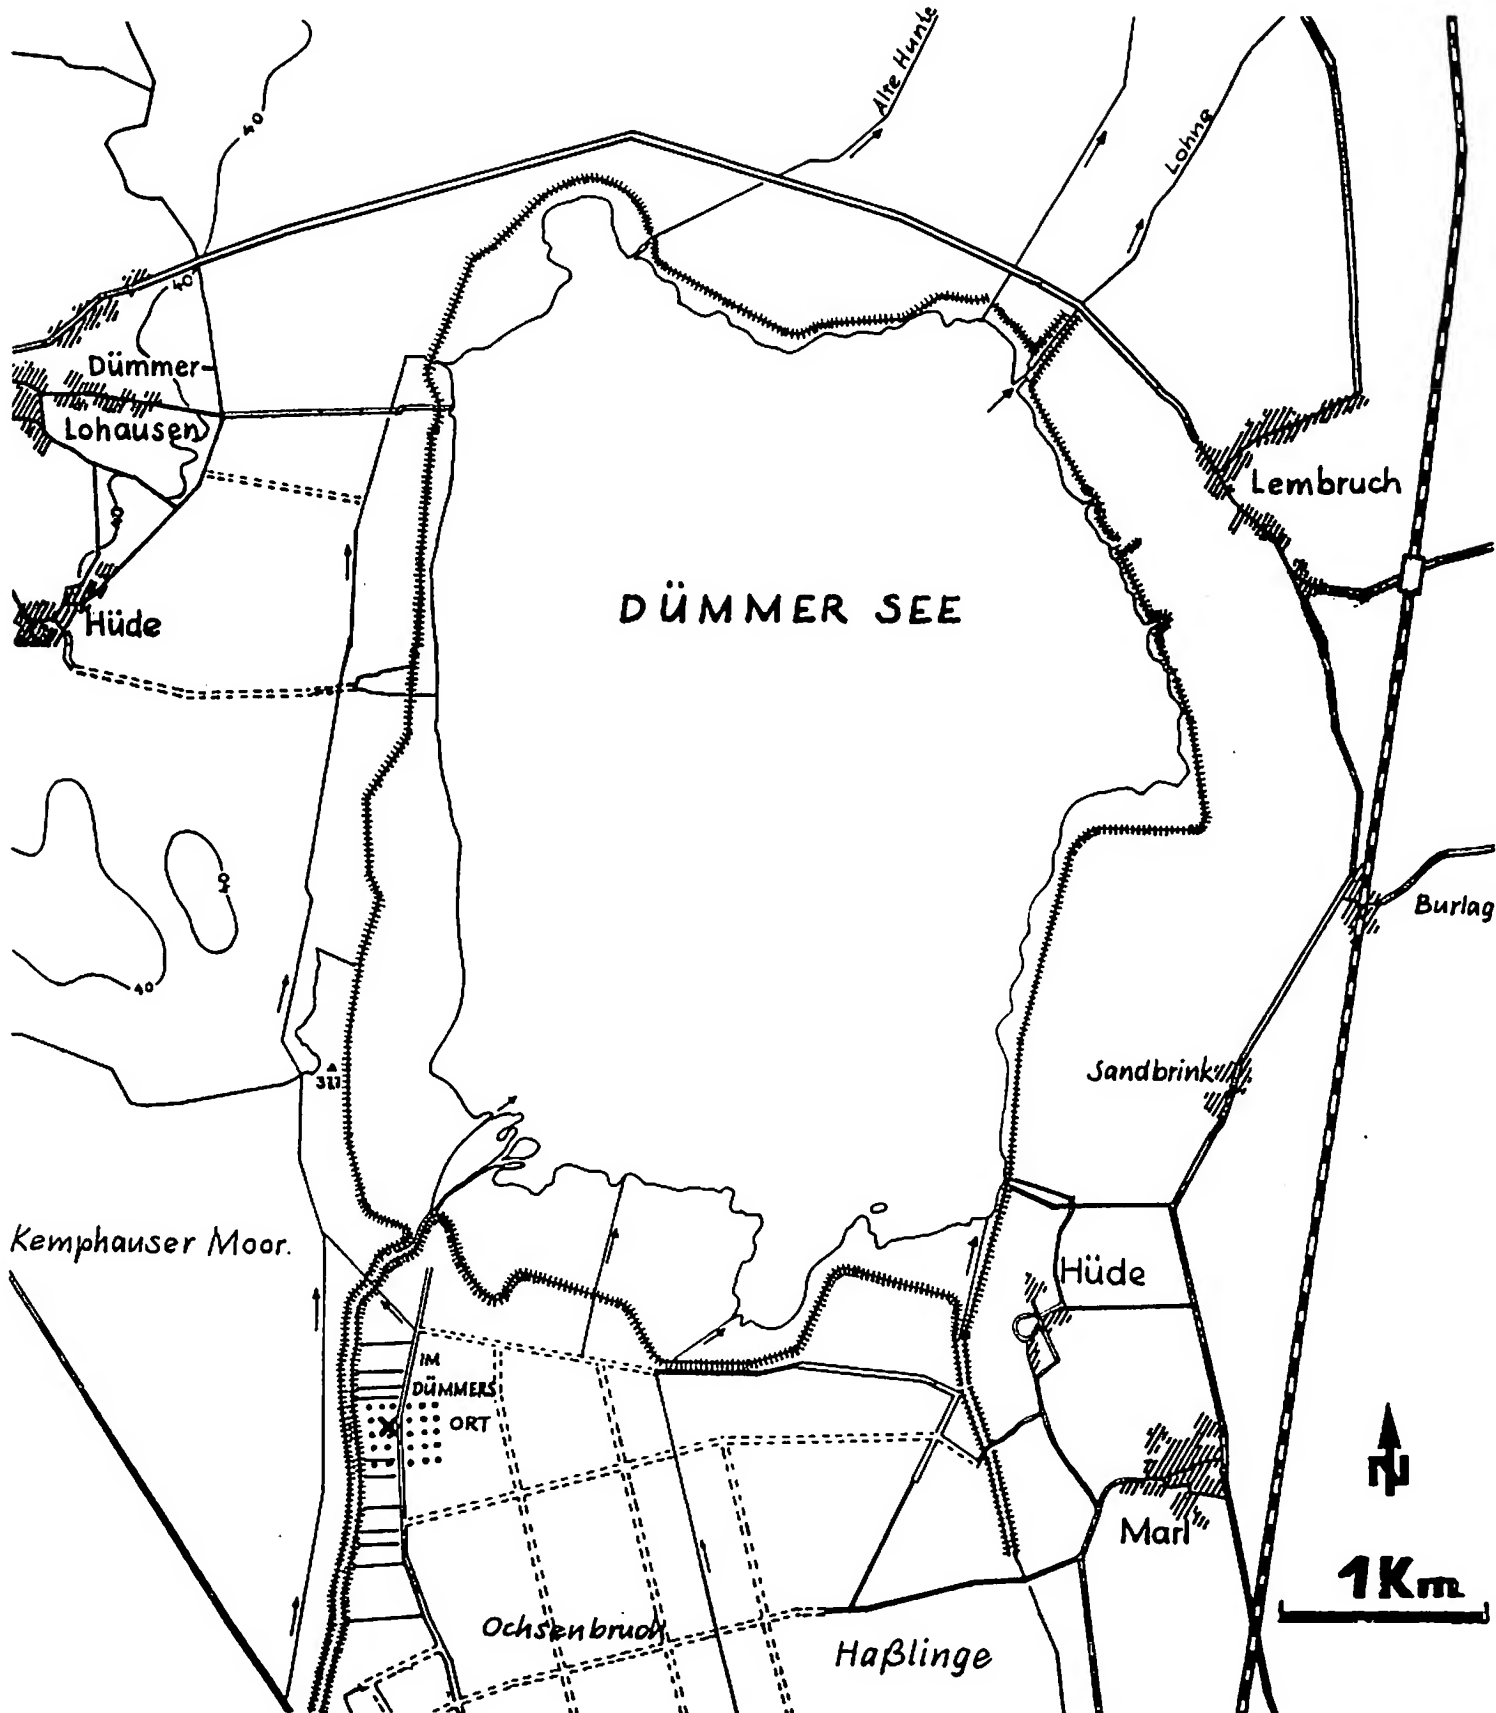 Alte Hunte
Lohne
40
40
Dümmer-
Lohausen
40
Hüde
Lembruch
DÜMMER SEE
40
40
Burlag
311
Sandbrink
Kemphauser Moor.
Hüde
IM
DÜMMERS
ORT
N
Marl
1Km
Ochsenbruch
Haßlinge